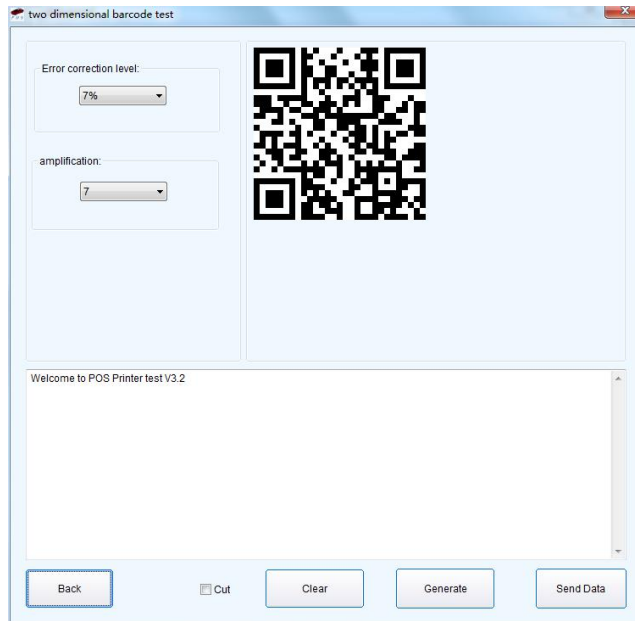 two dimensional barcode test
Error correction level:
7%
amplification:
7
Welcome to POS Printer test V3.2
Back
Cut
Clear
Generate
Send Data